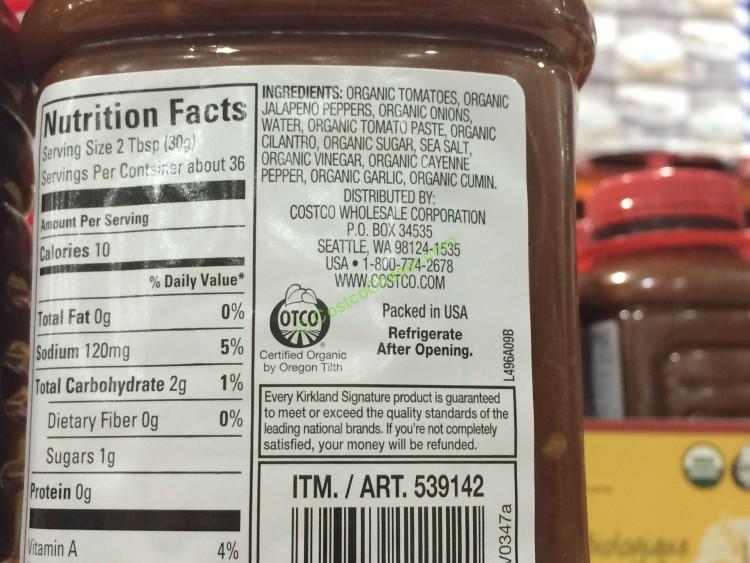 Nutrition Facts
Serving Size 2 Tbsp (30g)
Servings Per Container about 36
Amount Per Serving
Calories 10
% Daily Value*
Total Fat 0g 0%
Sodium 120mg 5%
Total Carbohydrate 2g 1%
Dietary Fiber 0g 0%
Sugars 1g
Protein 0g
Vitamin A 4%
INGREDIENTS: ORGANIC TOMATOES, ORGANIC
JALAPENO PEPPERS, ORGANIC ONIONS,
WATER, ORGANIC TOMATO PASTE, ORGANIC
CILANTRO, ORGANIC SUGAR, SEA SALT,
ORGANIC VINEGAR, ORGANIC CAYENNE
PEPPER, ORGANIC GARLIC, ORGANIC CUMIN.
DISTRIBUTED BY:
COSTCO WHOLESALE CORPORATION
P.O. BOX 34535
SEATTLE, WA 98124-1535
USA • 1-800-774-2678
WWW.COSTCO.COM
OTCO
Certified Organic
by Oregon Tilth
Packed in USA
Refrigerate
After Opening.
L496A09B
Every Kirkland Signature product is guaranteed
to meet or exceed the quality standards of the
leading national brands. If you're not completely
satisfied, your money will be refunded.
ITM. / ART. 539142
V0347a
Biologique